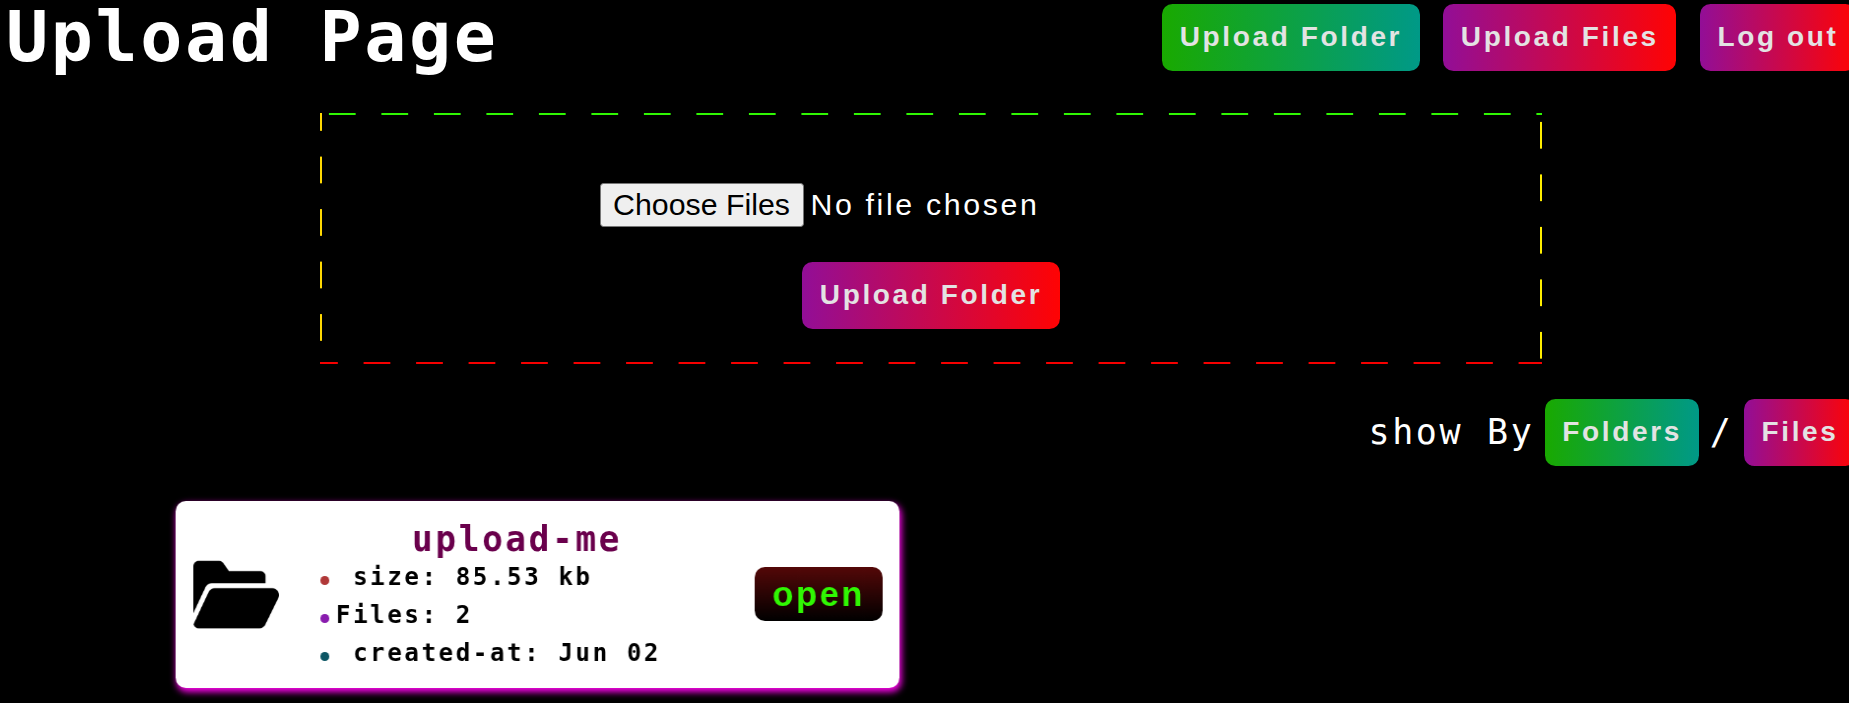 Upload Page
Upload Folder
Upload Files
Log out
Choose Files No file chosen
Upload Folder
show By Folders / Files
upload-me
size: 85.53 kb
Files: 2
created-at: Jun 02
open